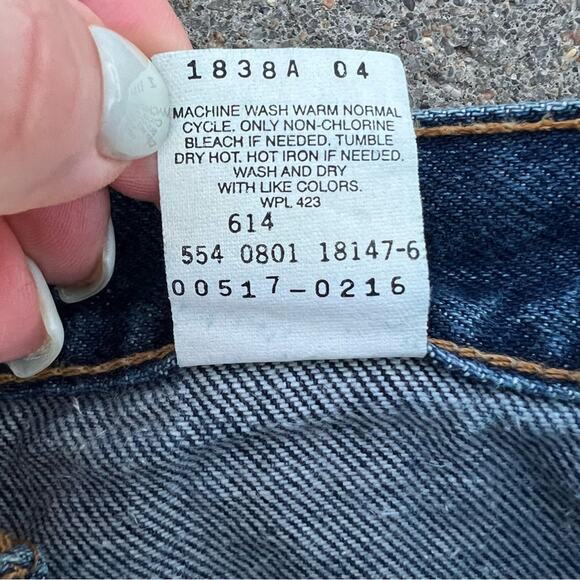 1838A 04
MACHINE WASH WARM NORMAL
CYCLE. ONLY NON-CHLORINE
BLEACH IF NEEDED. TUMBLE
DRY HOT. HOT IRON IF NEEDED.
WASH AND DRY
WITH LIKE COLORS.
WPL 423
614
554 0801 18147-6
00517-0216